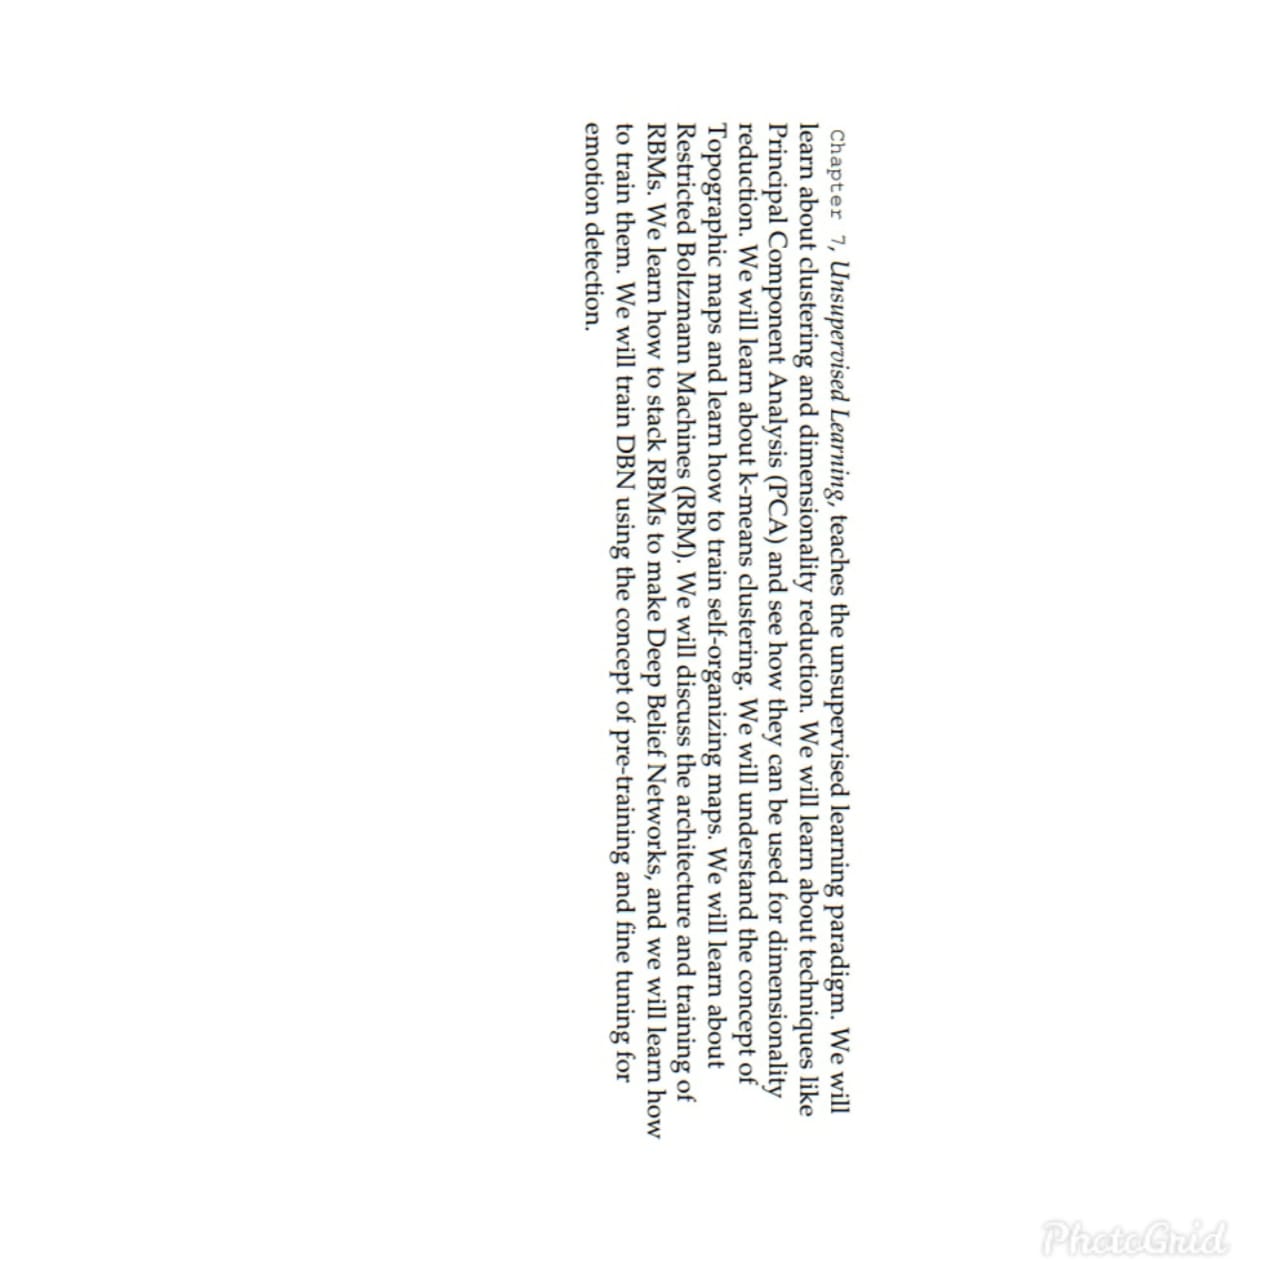 Chapter 7, Unsupervised Learning, teaches the unsupervised learning paradigm. We will
learn about clustering and dimensionality reduction. We will learn about techniques like
Principal Component Analysis (PCA) and see how they can be used for dimensionality
reduction. We will learn about k-means clustering. We will understand the concept of
Topographic maps and learn how to train self-organizing maps. We will learn about
Restricted Boltzmann Machines (RBM). We will discuss the architecture and training of
RBMs. We learn how to stack RBMs to make Deep Belief Networks, and we will learn how
to train them. We will train DBN using the concept of pre-training and fine tuning for
emotion detection.
PhotoGrid